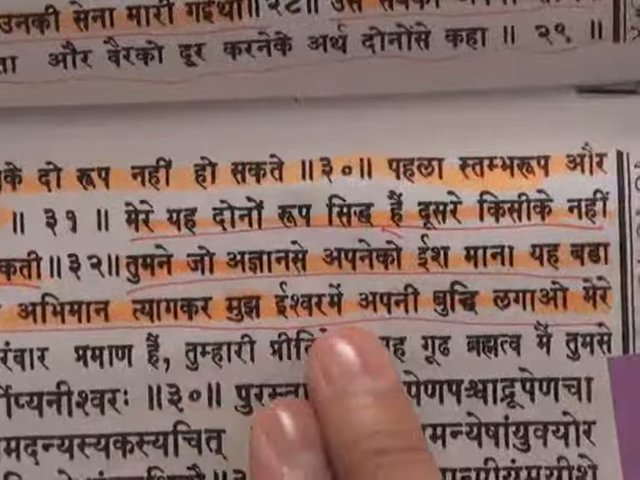 उनकी सेना मारी गईथी॥२८॥ उस सबको
और वैरको दूर करनेके अर्थ दोनोंसे कहा ॥ २९ ॥
के दो रूप नहीं हो सकते ॥३०॥ पहला स्तम्भरूप और
॥ ३१ ॥ मेरे यह दोनों रूप सिद्ध हैं दूसरे किसीके नहीं
कती॥३२॥तुमने जो अज्ञानसे अपनेको ईश माना यह बडा
अभिमान त्यागकर मुझ ईश्वरमें अपनी बुद्धि लगाओ मेरे
रंवार प्रमाण हैं, तुम्हारी गूढ ब्रह्मत्व मैं तुमसे
प्यनीश्वरः ॥३०॥ पेणपश्चाद्रूपेणचा
मदन्यस्यकस्यचित् मन्येषांयुवयोर